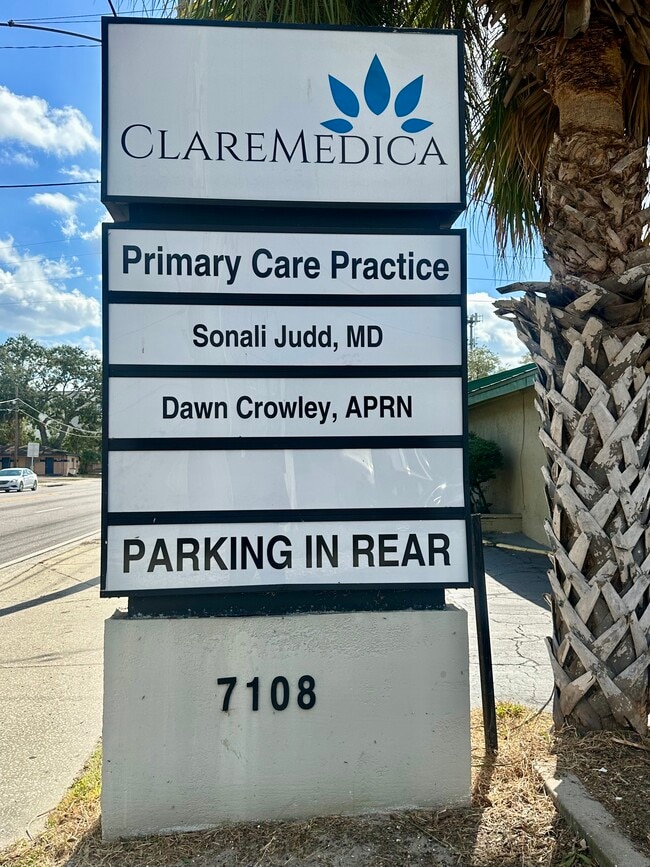 ClareMedica
Primary Care Practice
Sonali Judd, MD
Dawn Crowley, APRN
PARKING IN REAR
7108